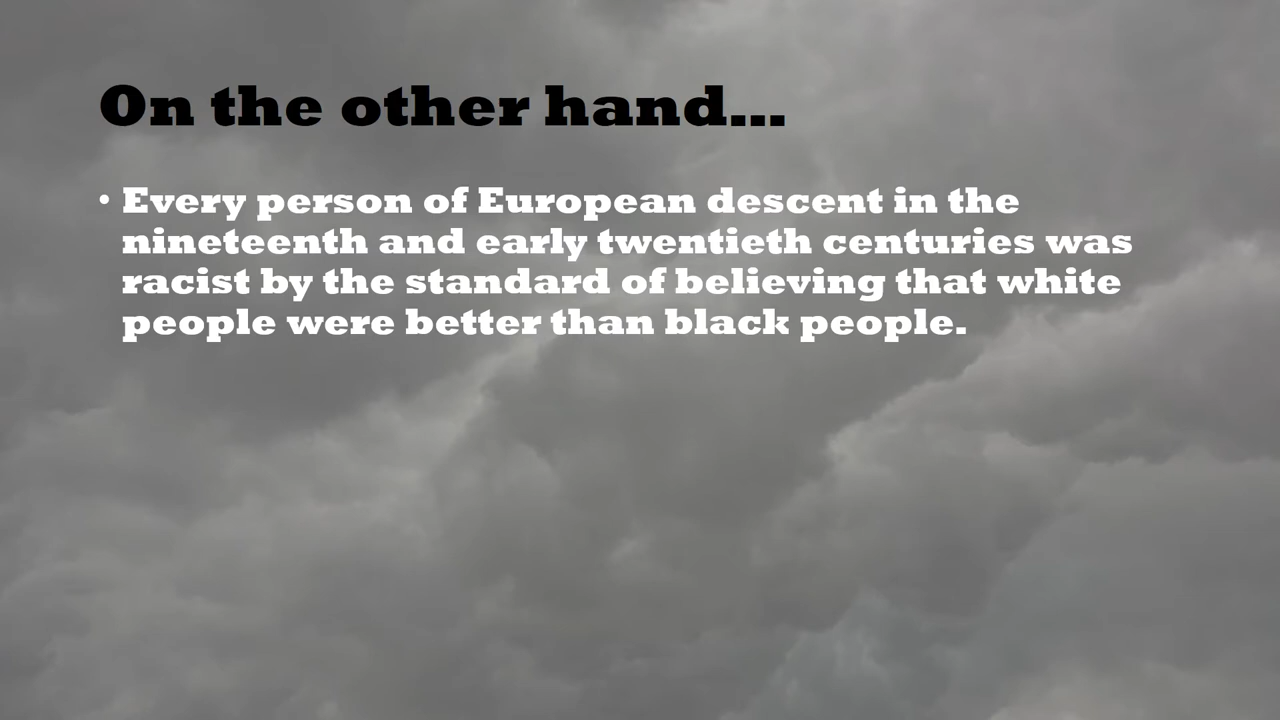 On the other hand...
• Every person of European descent in the
nineteenth and early twentieth centuries was
racist by the standard of believing that white
people were better than black people.